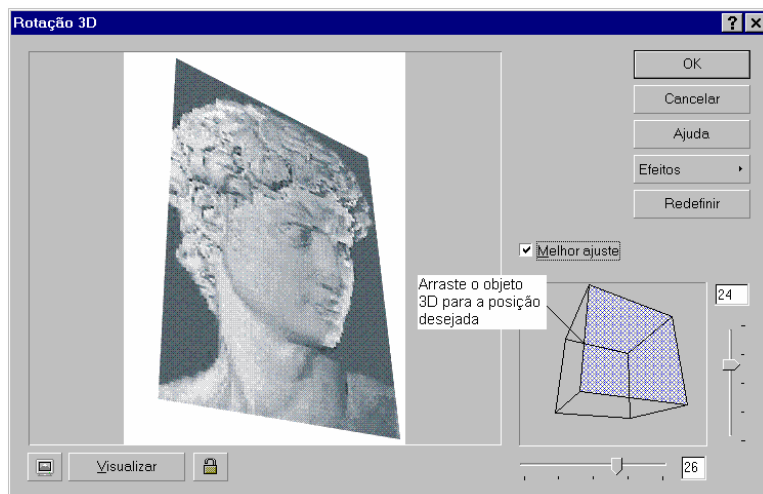 Rotação 3D
OK
Cancelar
Ajuda
Efeitos
Redefinir
Melhor ajuste
Arraste o objeto
3D para a posição
desejada
24
26
Visualizar